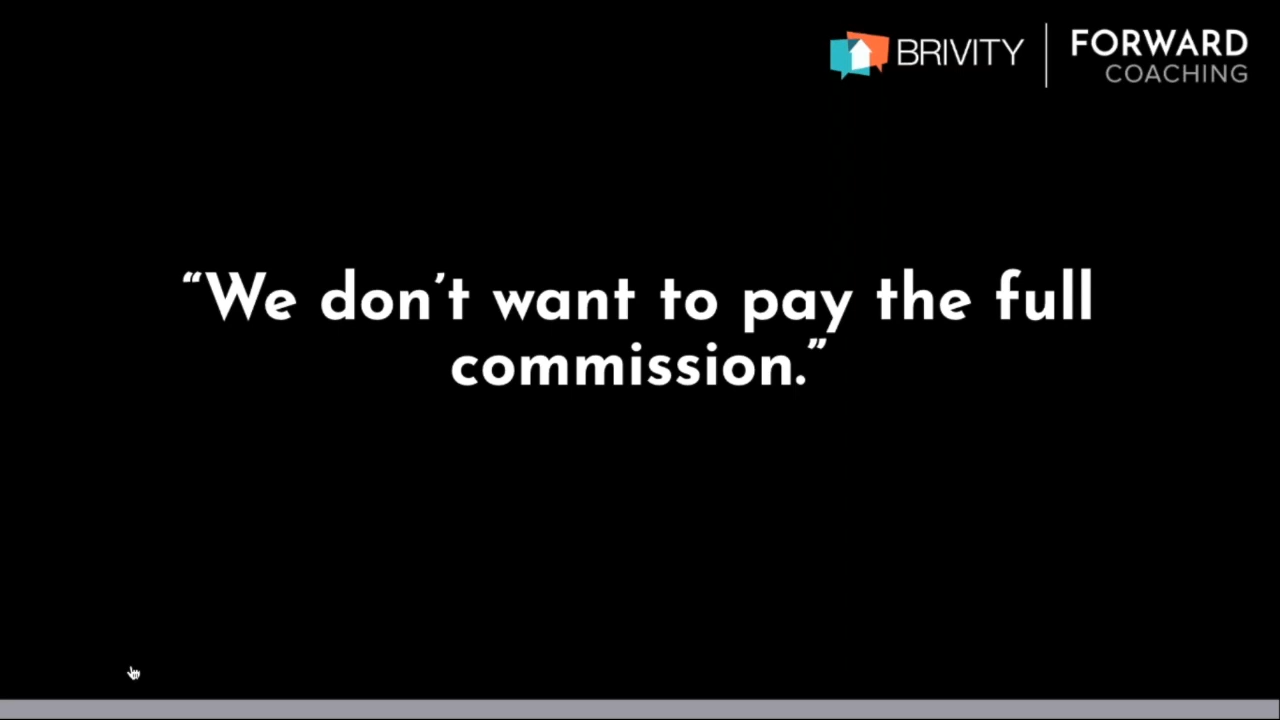 BRIVITY
FORWARD
COACHING
“We don’t want to pay the full
commission.”